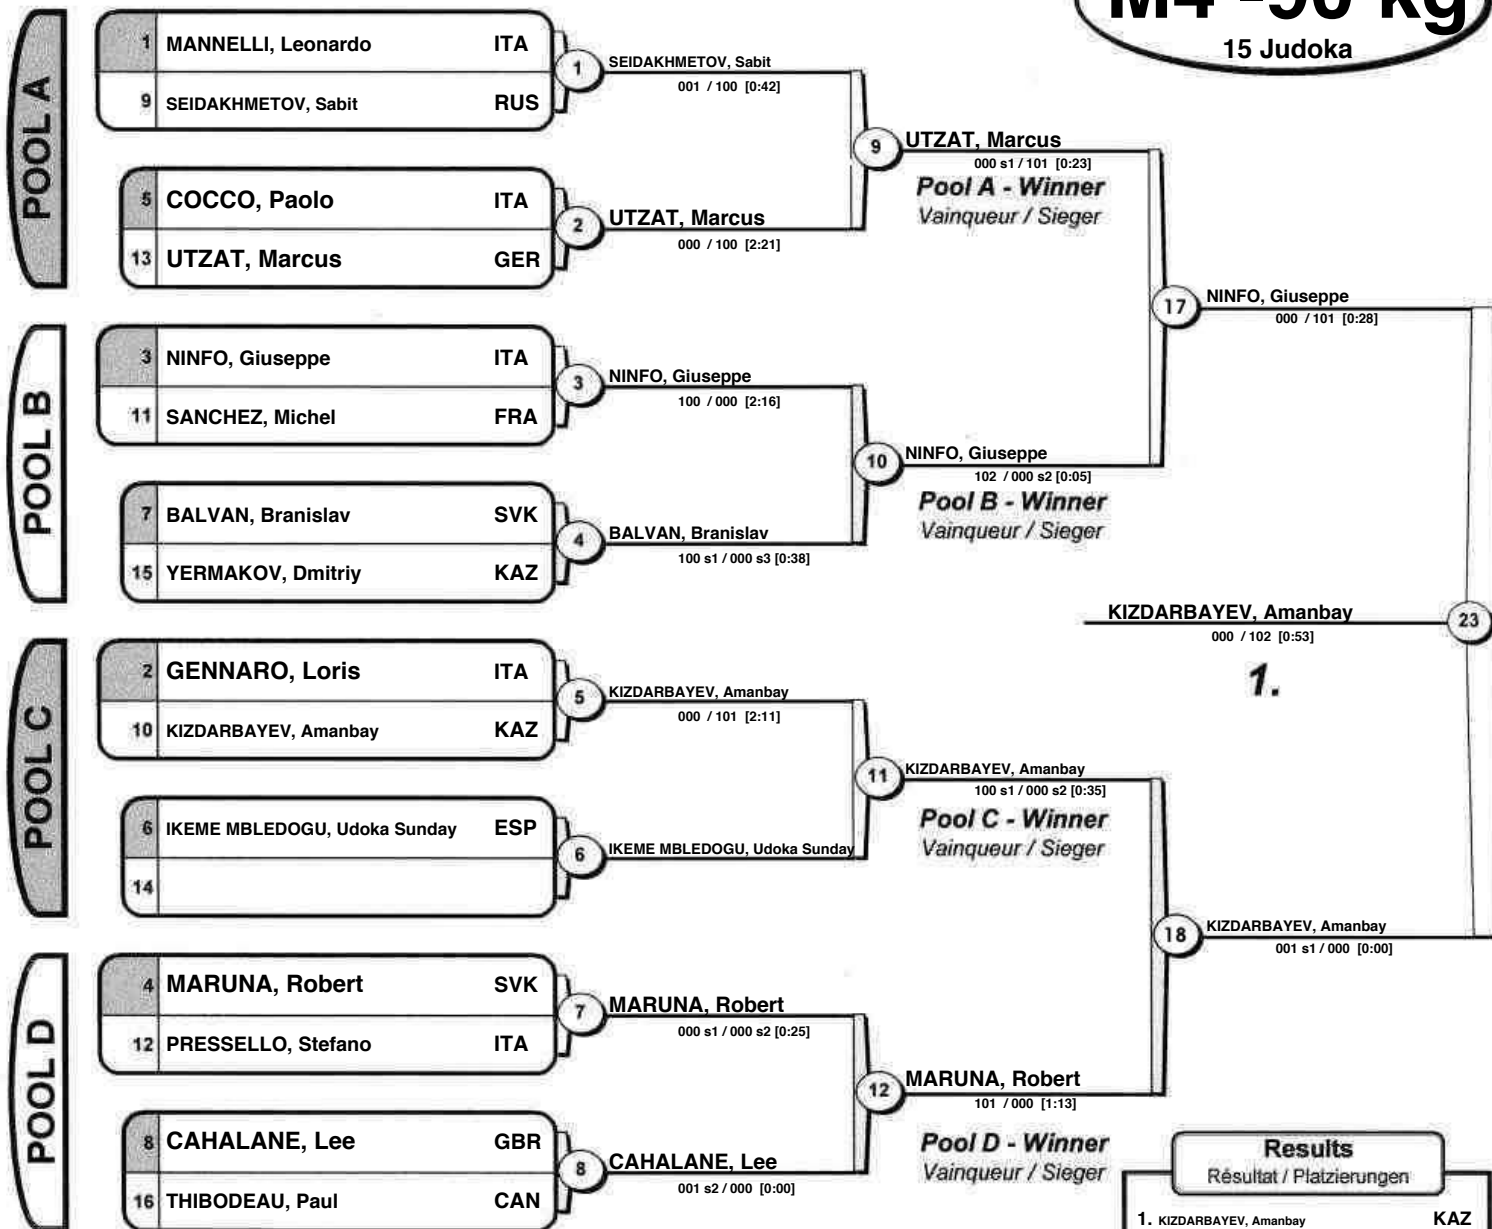 M4 -90 kg
15 Judoka
POOL A
1 MANNELLI, Leonardo ITA
9 SEIDAKHMETOV, Sabit RUS
1
SEIDAKHMETOV, Sabit
001 / 100 [0:42]
5 COCCO, Paolo ITA
13 UTZAT, Marcus GER
2
UTZAT, Marcus
000 / 100 [2:21]
9
UTZAT, Marcus
000 s1 / 101 [0:23]
Pool A - Winner
Vainqueur / Sieger
POOL B
3 NINFO, Giuseppe ITA
11 SANCHEZ, Michel FRA
3
NINFO, Giuseppe
100 / 000 [2:16]
7 BALVAN, Branislav SVK
15 YERMAKOV, Dmitriy KAZ
4
BALVAN, Branislav
100 s1 / 000 s3 [0:38]
10
NINFO, Giuseppe
102 / 000 s2 [0:05]
Pool B - Winner
Vainqueur / Sieger
17
NINFO, Giuseppe
000 / 101 [0:28]
POOL C
2 GENNARO, Loris ITA
10 KIZDARBAYEV, Amanbay KAZ
5
KIZDARBAYEV, Amanbay
000 / 101 [2:11]
6 IKEME MBLEDOGU, Udoka Sunday ESP
14
6
IKEME MBLEDOGU, Udoka Sunday
11
KIZDARBAYEV, Amanbay
100 s1 / 000 s2 [0:35]
Pool C - Winner
Vainqueur / Sieger
POOL D
4 MARUNA, Robert SVK
12 PRESSELLO, Stefano ITA
7
MARUNA, Robert
000 s1 / 000 s2 [0:25]
8 CAHALANE, Lee GBR
16 THIBODEAU, Paul CAN
8
CAHALANE, Lee
001 s2 / 000 [0:00]
12
MARUNA, Robert
101 / 000 [1:13]
Pool D - Winner
Vainqueur / Sieger
18
KIZDARBAYEV, Amanbay
001 s1 / 000 [0:00]
KIZDARBAYEV, Amanbay
000 / 102 [0:53]
23
1.
Results
Résultat / Platzierungen
1. KIZDARBAYEV, Amanbay KAZ